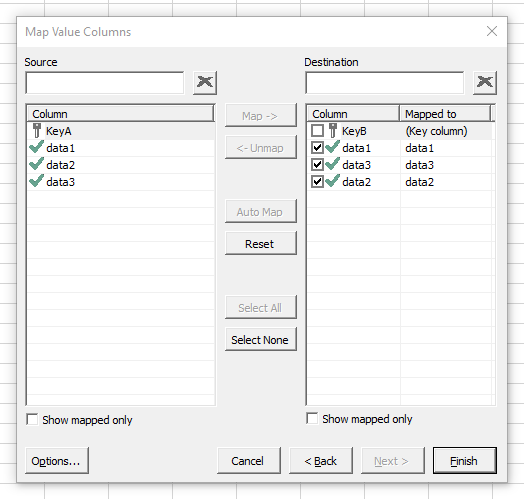 Map Value Columns
Source
Destination
Column
Map ->
Column Mapped to
KeyA
KeyB (Key column)
data1
<- Unmap
data1 data1
data2
data3 data3
data3
data2 data2
Auto Map
Reset
Select All
Select None
Show mapped only
Show mapped only
Options...
Cancel
< Back
Next >
Finish